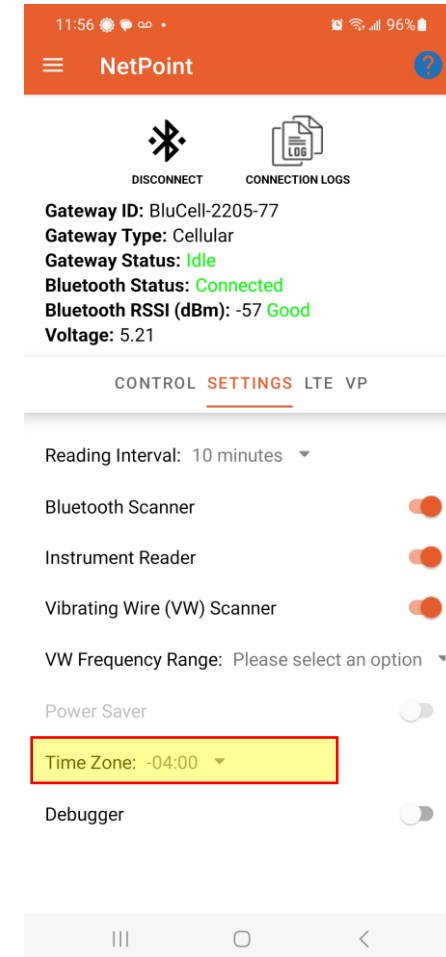 11:56 96%
NetPoint ?
LOG
DISCONNECT CONNECTION LOGS
Gateway ID: BluCell-2205-77
Gateway Type: Cellular
Gateway Status: Idle
Bluetooth Status: Connected
Bluetooth RSSI (dBm): -57 Good
Voltage: 5.21
CONTROL SETTINGS LTE VP
Reading Interval: 10 minutes
Bluetooth Scanner
Instrument Reader
Vibrating Wire (VW) Scanner
VW Frequency Range: Please select an option
Power Saver
Time Zone: -04:00
Debugger